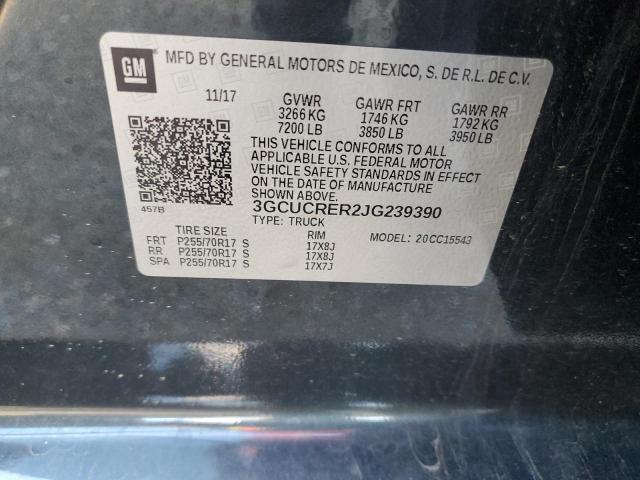 GM
MFD BY GENERAL MOTORS DE MEXICO, S. DE R.L. DE C.V.
11/17 GVWR GAWR FRT GAWR RR
3266 KG 1746 KG 1792 KG
7200 LB 3850 LB 3950 LB
THIS VEHICLE CONFORMS TO ALL
APPLICABLE U.S. FEDERAL MOTOR
VEHICLE SAFETY STANDARDS IN EFFECT
ON THE DATE OF MANUFACTURE
SHOWN ABOVE.
457B 3GCUCRER2JG239390
TYPE: TRUCK
TIRE SIZE RIM MODEL: 20CC15543
FRT P255/70R17 S 17X8J
RR P255/70R17 S 17X8J
SPA P255/70R17 S 17X7J